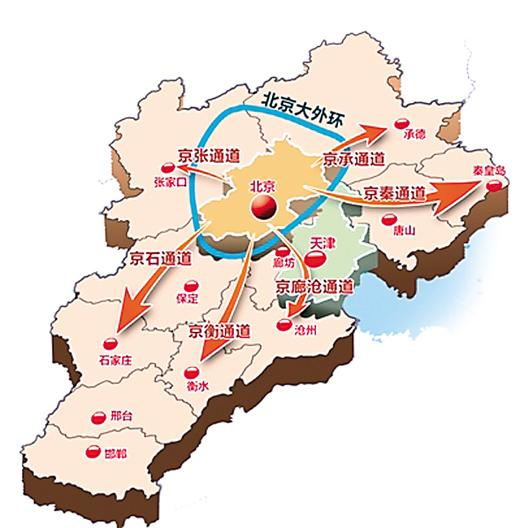 北京大外环
承德
京张通道
京承通道
张家口
秦皇岛
北京
京秦通道
唐山
天津
京石通道
廊坊
保定
京廊沧通道
沧州
京衡通道
石家庄
衡水
邢台
邯郸